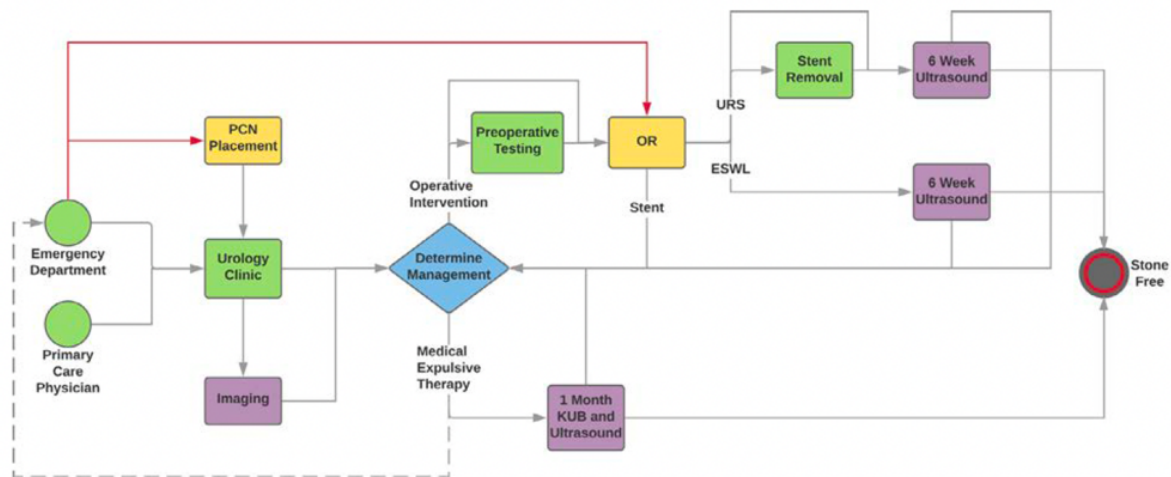 Stent
Removal
6 Week
Ultrasound
URS
PCN
Placement
Preoperative
Testing
OR
ESWL
6 Week
Ultrasound
Operative
Intervention
Stent
Emergency
Department
Urology
Clinic
Determine
Management
Stone
Free
Primary
Care
Physician
Medical
Expulsive
Therapy
Imaging
1 Month
KUB and
Ultrasound